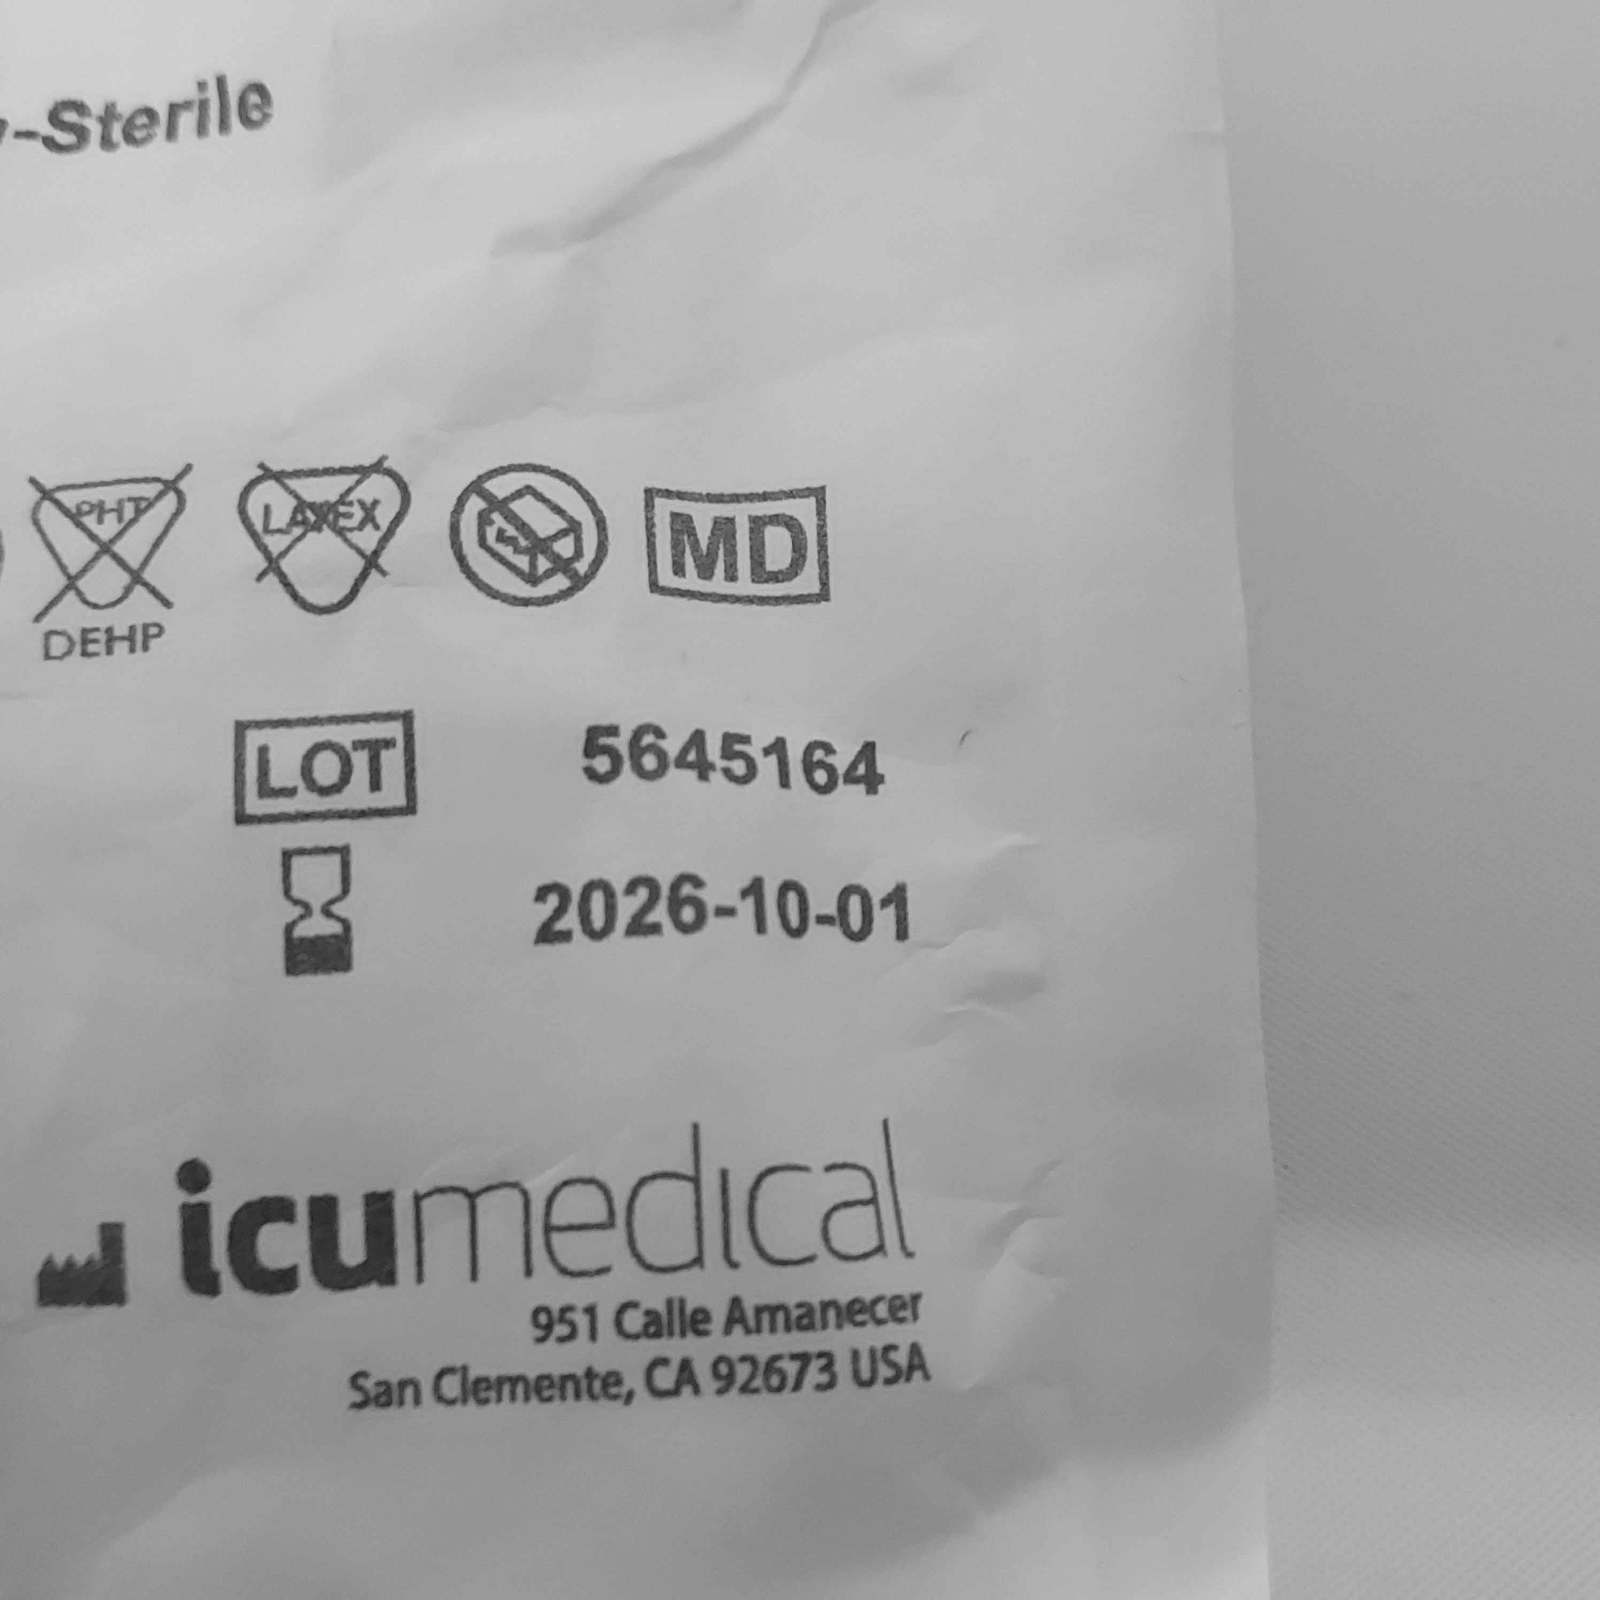 -Sterile
PHT LATEX MD
DEHP
LOT 5645164
2026-10-01
icumedical
951 Calle Amanecer
San Clemente, CA 92673 USA